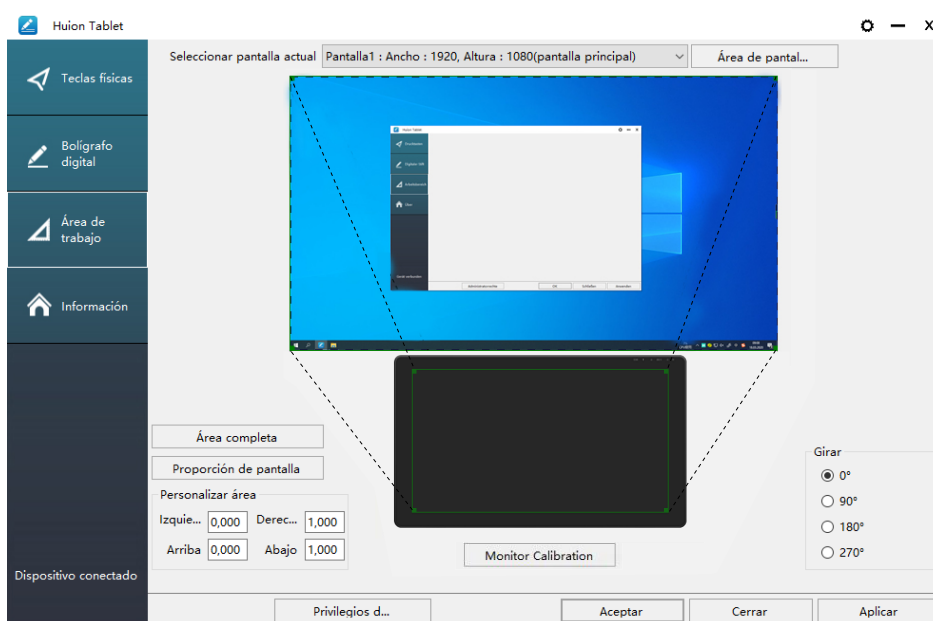 Huion Tablet
Seleccionar pantalla actual
Pantalla1 : Ancho : 1920, Altura : 1080(pantalla principal)
Área de pantal...
Teclas físicas
Bolígrafo
digital
Área de
trabajo
Información
Huion Tablet
Área completa
Proporción de pantalla
Personalizar área
Izquie... 0,000 Derec... 1,000
Arriba 0,000 Abajo 1,000
Monitor Calibration
Girar
0°
90°
180°
270°
Dispositivo conectado
Privilegios d...
Aceptar
Cerrar
Aplicar